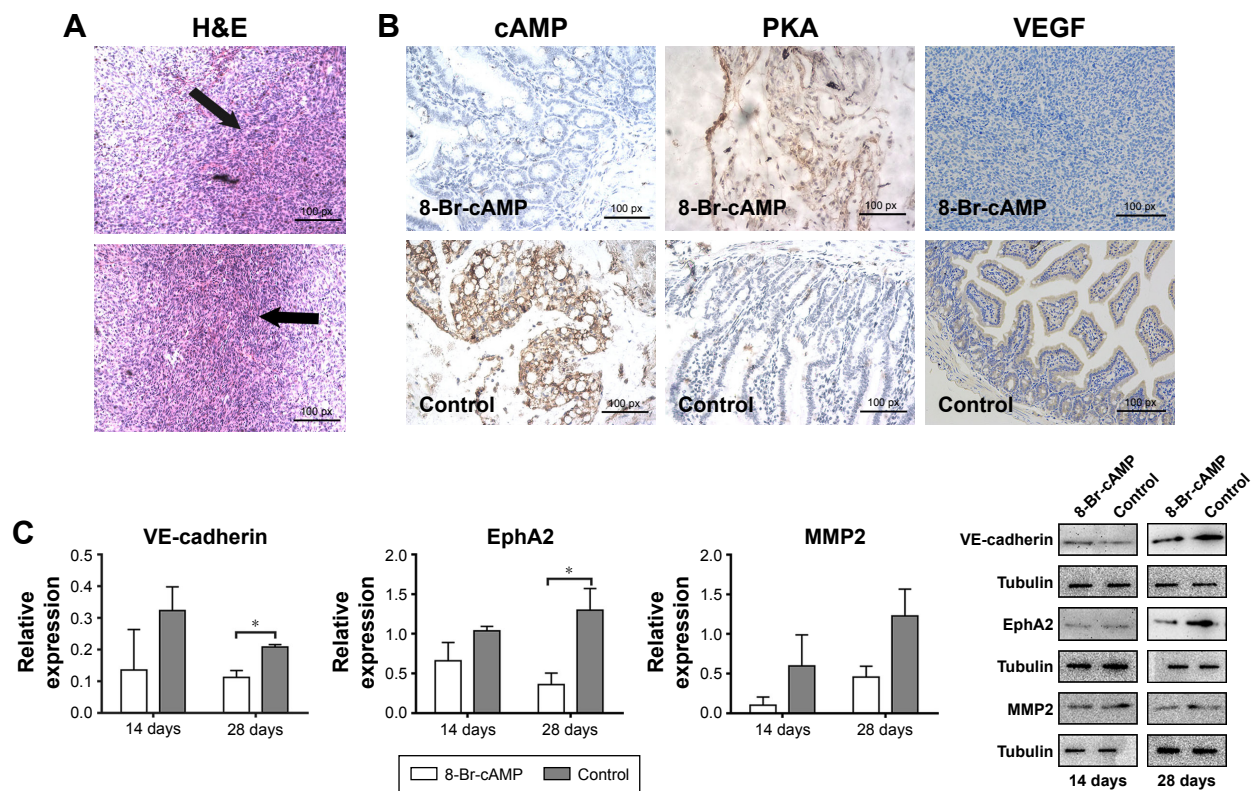 A
H&E
B
cAMP
PKA
VEGF
100 px
8-Br-cAMP
100 px
8-Br-cAMP
100 px
8-Br-cAMP
100 px
100 px
Control
100 px
Control
100 px
Control
100 px
C
VE-cadherin
Relative
expression
0.5
0.4
0.3
0.2
0.1
0.0
*
14 days
28 days
EphA2
Relative
expression
2.0
1.5
1.0
0.5
0.0
*
14 days
28 days
MMP2
Relative
expression
2.0
1.5
1.0
0.5
0.0
14 days
28 days
8-Br-cAMP
Control
8-Br-cAMP
Control
8-Br-cAMP
Control
VE-cadherin
Tubulin
EphA2
Tubulin
MMP2
Tubulin
14 days
28 days